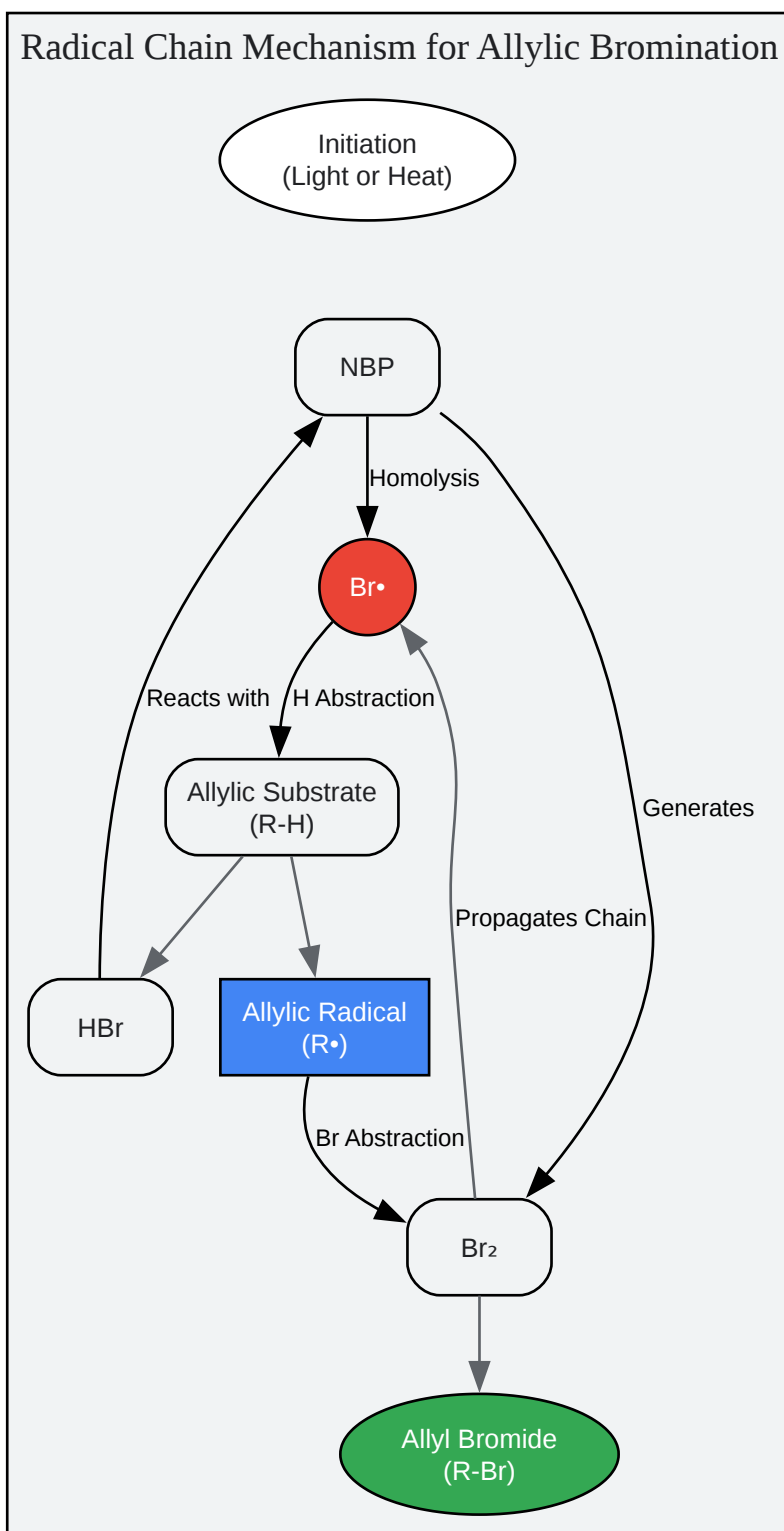 Radical Chain Mechanism for Allylic Bromination
Initiation
(Light or Heat)
NBP
Homolysis
Br•
Reacts with
H Abstraction
Allylic Substrate
(R-H)
Generates
Propagates Chain
HBr
Allylic Radical
(R•)
Br Abstraction
Br₂
Allyl Bromide
(R-Br)